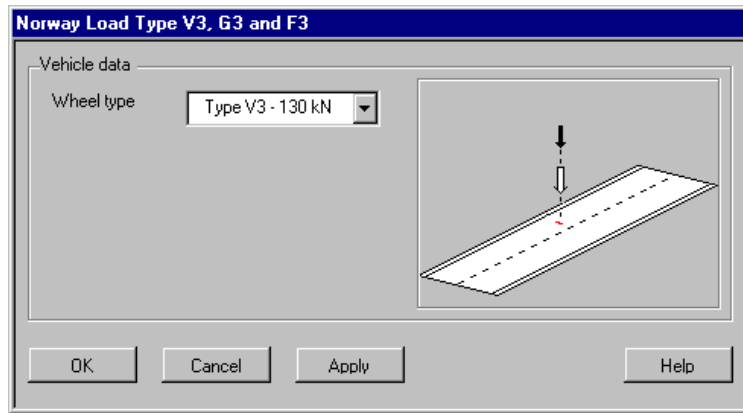 Norway Load Type V3, G3 and F3
Vehicle data
Wheel type
Type V3 - 130 kN
OK
Cancel
Apply
Help